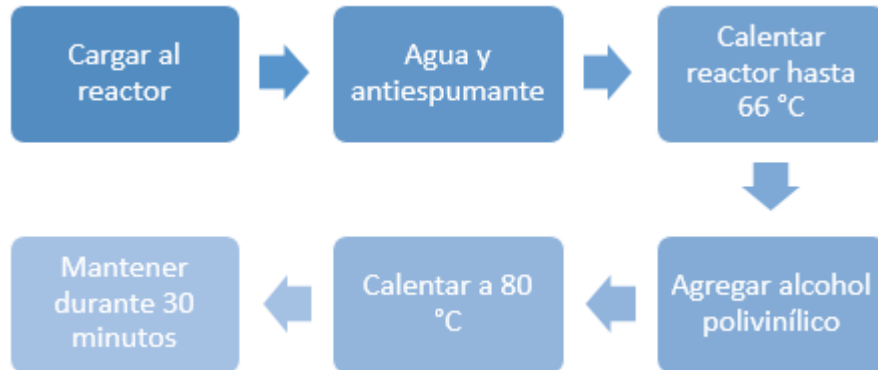 Cargar al
reactor
Agua y
antiespumante
Calentar
reactor hasta
66 °C
Agregar alcohol
polivinílico
Calentar a 80
°C
Mantener
durante 30
minutos